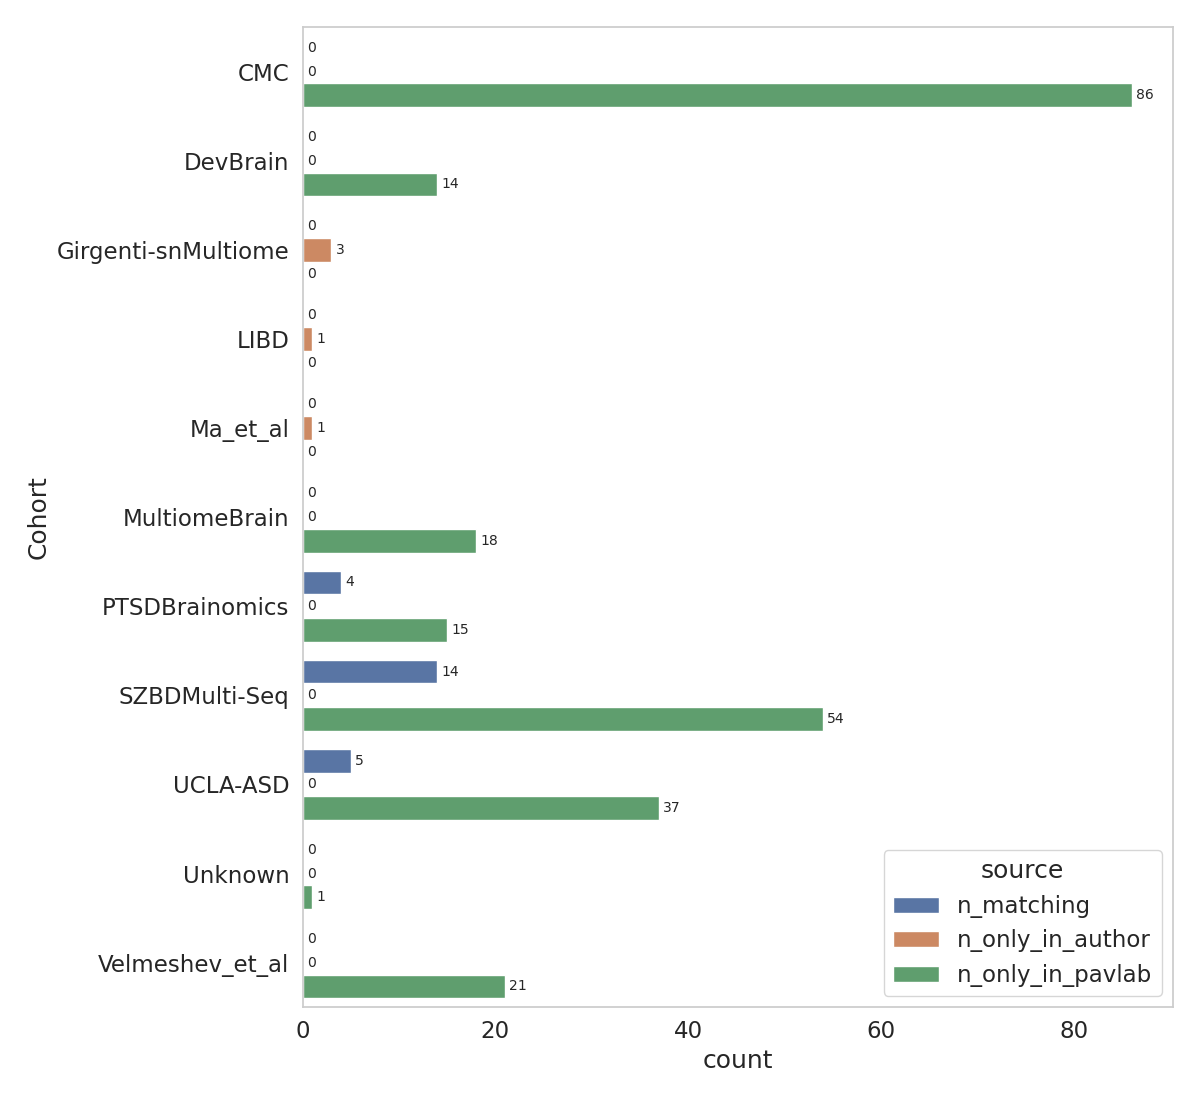 CMC
0
0
86
DevBrain
0
0
14
Girgenti-snMultiome
0
3
0
LIBD
0
1
0
Ma_et_al
0
1
0
MultiomeBrain
0
0
18
PTSDBrainomics
4
0
15
SZBDMulti-Seq
14
0
54
UCLA-ASD
5
0
37
Unknown
0
0
1
Velmeshev_et_al
0
0
21
Cohort
0 20 40 60 80
count
source
n_matching
n_only_in_author
n_only_in_pavlab